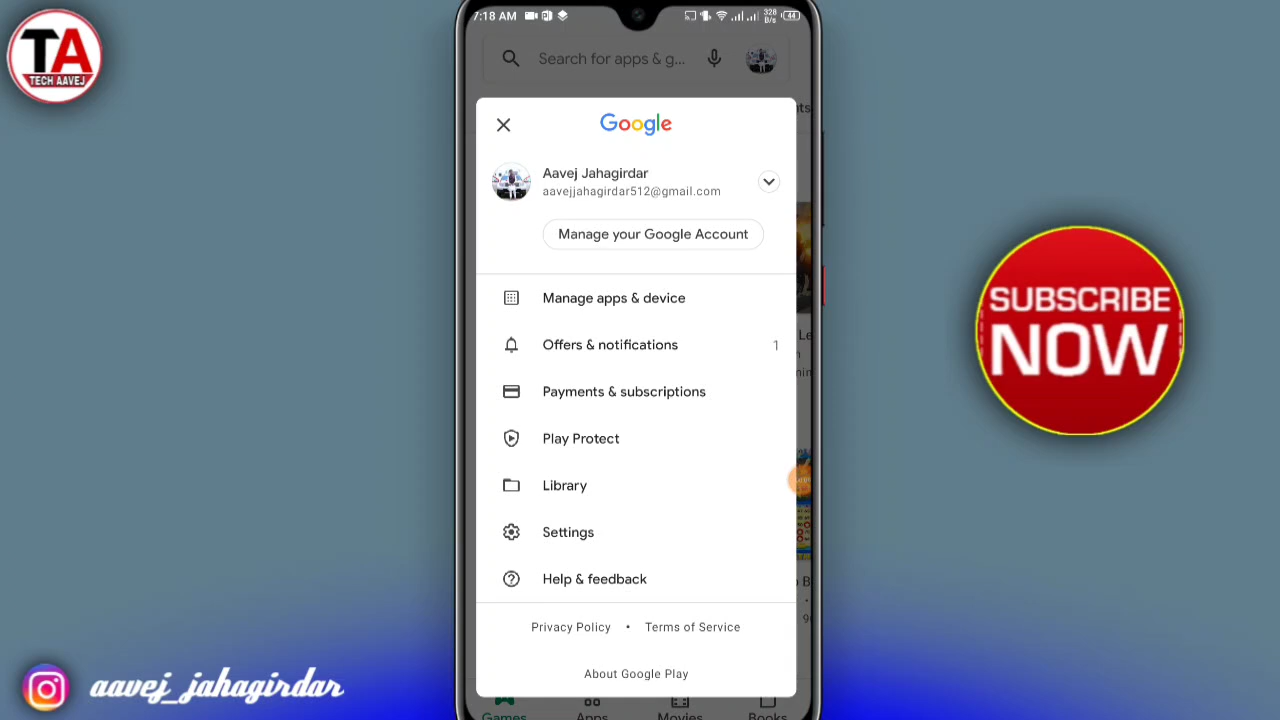 TA
TECH AAVEJ
7:18 AM
328
B/s
44
Search for apps & g...
Google
Aavej Jahagirdar
aavejjahagirdar512@gmail.com
Manage your Google Account
Manage apps & device
Offers & notifications 1
Payments & subscriptions
Play Protect
Library
Settings
Help & feedback
Privacy Policy • Terms of Service
About Google Play
Games Apps Movies Books
SUBSCRIBE
NOW
aavej_jahagirdar